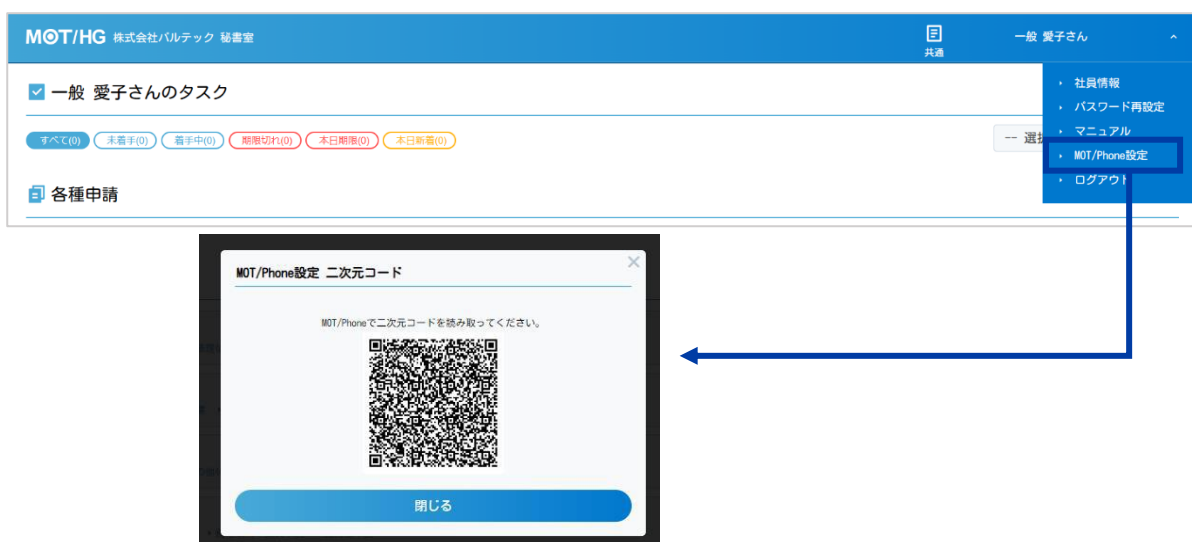 MOT/HG 株式会社バルテック 秘書室
共通
一般 愛子さん
社員情報
パスワード再設定
マニュアル
MOT/Phone設定
ログアウト
一般 愛子さんのタスク
すべて(0) 未着手(0) 着手中(0) 期限切れ(0) 本日期限(0) 本日新着(0)
-- 選択
各種申請
MOT/Phone設定 二次元コード
MOT/Phoneで二次元コードを読み取ってください。
閉じる